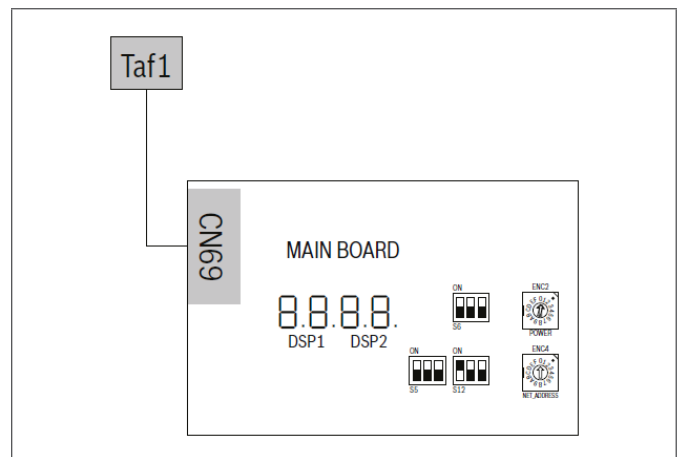 Taf1
CN69
MAIN BOARD
8.8.8.8.
DSP1 DSP2
ON
S6
ENC2
POWER
ON
S5
ON
S12
ENC4
NET_ADDRESS